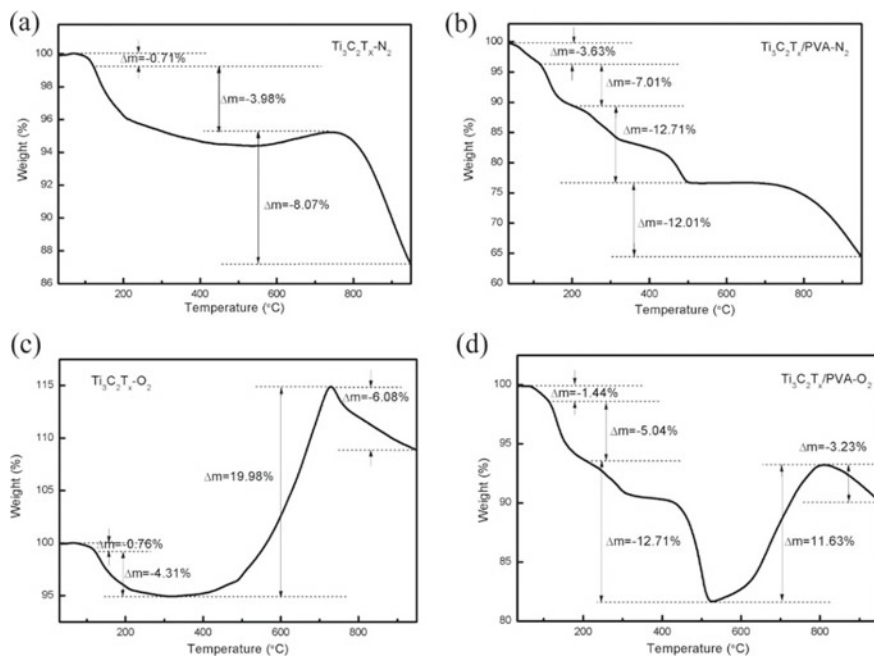 (a)
Ti₃C₂Tₓ-N₂
Δm=-0.71%
Δm=-3.98%
Δm=-8.07%
100
98
96
94
92
90
88
86
Weight (%)
200 400 600 800
Temperature (°C)
(b)
Ti₃C₂Tₓ/PVA-N₂
Δm=-3.63%
Δm=-7.01%
Δm=-12.71%
Δm=-12.01%
100
95
90
85
80
75
70
65
60
Weight (%)
200 400 600 800
Temperature (°C)
(c)
Ti₃C₂Tₓ-O₂
Δm=-6.08%
Δm=19.98%
Δm=-0.76%
Δm=-4.31%
115
110
105
100
95
Weight (%)
200 400 600 800
Temperature (°C)
(d)
Ti₃C₂Tₓ/PVA-O₂
Δm=-1.44%
Δm=-5.04%
Δm=-3.23%
Δm=-12.71%
Δm=11.63%
100
95
90
85
80
Weight (%)
200 400 600 800
Temperature (°C)